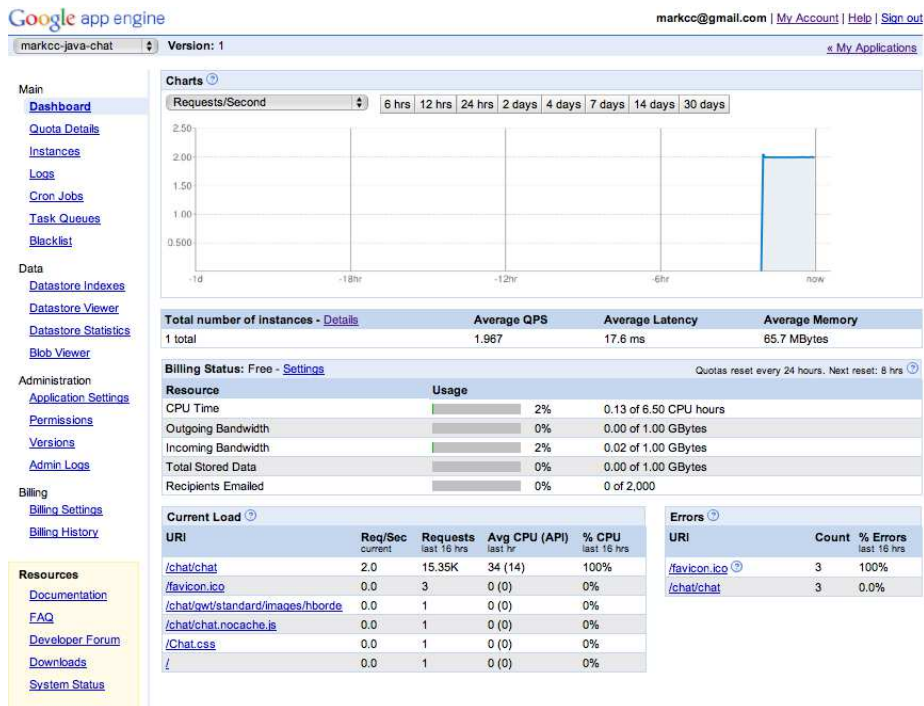 Google app engine
markcc@gmail.com | My Account | Help | Sign out
markcc-java-chat Version: 1 « My Applications
Main
Dashboard
Quota Details
Instances
Logs
Cron Jobs
Task Queues
Blacklist
Data
Datastore Indexes
Datastore Viewer
Datastore Statistics
Blob Viewer
Administration
Application Settings
Permissions
Versions
Admin Logs
Billing
Billing Settings
Billing History
Resources
Documentation
FAQ
Developer Forum
Downloads
System Status
Charts ?
Requests/Second 6 hrs 12 hrs 24 hrs 2 days 4 days 7 days 14 days 30 days
2.50
2.00
1.50
1.00
0.500
-1d -18hr -12hr -6hr now
Total number of instances - Details Average QPS Average Latency Average Memory
1 total 1.967 17.6 ms 65.7 MBytes
Billing Status: Free - Settings Quotas reset every 24 hours. Next reset: 8 hrs ?
Resource Usage
CPU Time 2% 0.13 of 6.50 CPU hours
Outgoing Bandwidth 0% 0.00 of 1.00 GBytes
Incoming Bandwidth 2% 0.02 of 1.00 GBytes
Total Stored Data 0% 0.00 of 1.00 GBytes
Recipients Emailed 0% 0 of 2,000
Current Load ?
URI Req/Sec current Requests last 16 hrs Avg CPU (API) last hr % CPU last 16 hrs
/chat/chat 2.0 15.35K 34 (14) 100%
/favicon.ico 0.0 3 0 (0) 0%
/chat/gwt/standard/images/hborde 0.0 1 0 (0) 0%
/chat/chat.nocache.js 0.0 1 0 (0) 0%
/Chat.css 0.0 1 0 (0) 0%
/ 0.0 1 0 (0) 0%
Errors ?
URI Count % Errors last 16 hrs
/favicon.ico ? 3 100%
/chat/chat 3 0.0%